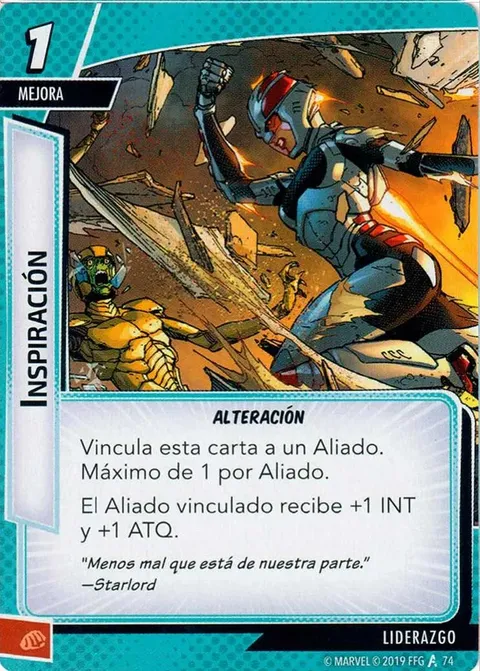 1
MEJORA
INSPIRACIÓN
ALTERACIÓN
Vincula esta carta a un Aliado.
Máximo de 1 por Aliado.
El Aliado vinculado recibe +1 INT
y +1 ATQ.
"Menos mal que está de nuestra parte."
—Starlord
LIDERAZGO
© MARVEL © 2019 FFG 74